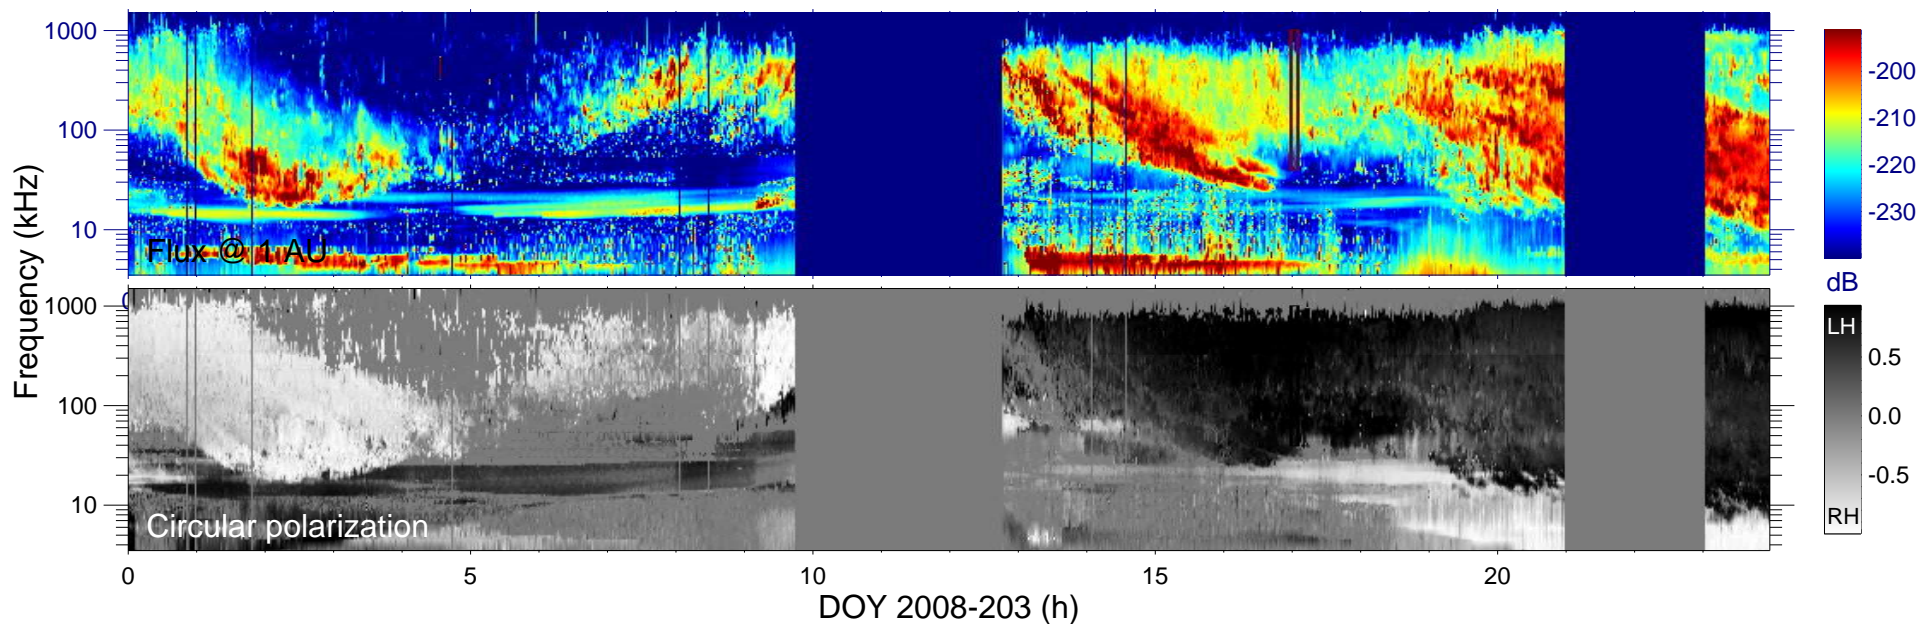 1000
100
10
Flux @ 1 AU
-200
-210
-220
-230
dB
0
Frequency (kHz)
1000
100
10
Circular polarization
LH
0.5
0.0
-0.5
RH
0
5
10
15
20
DOY 2008-203 (h)